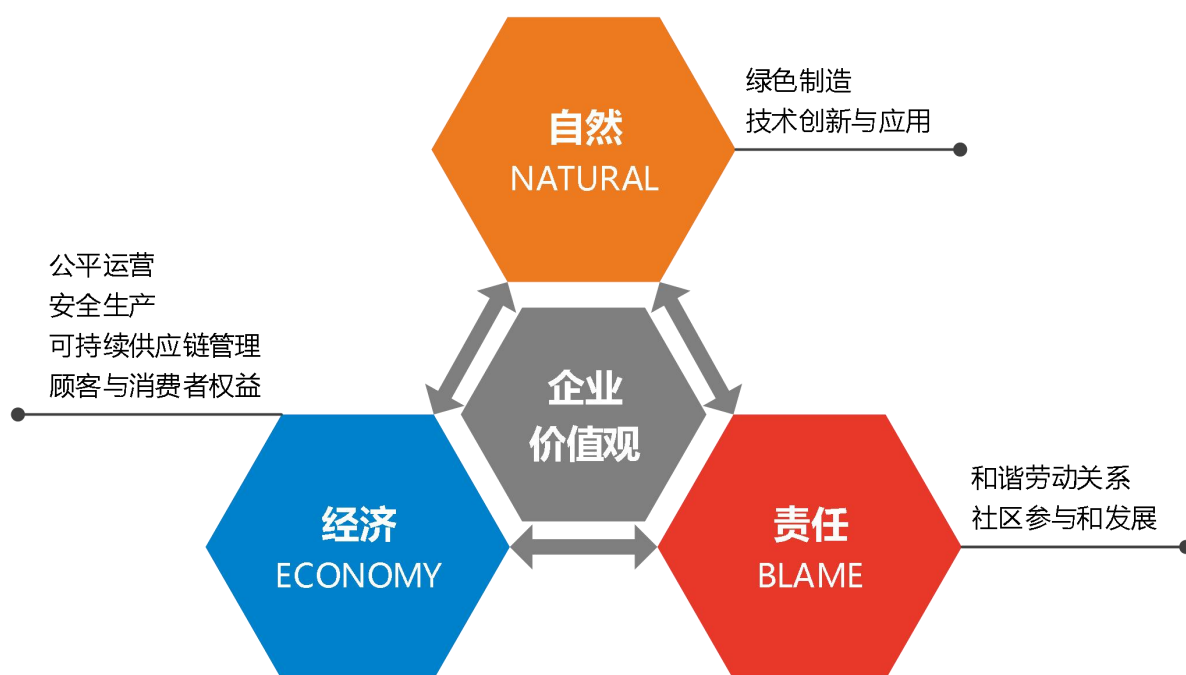 自然
NATURAL
绿色制造
技术创新与应用
公平运营
安全生产
可持续供应链管理
顾客与消费者权益
企业
价值观
经济
ECONOMY
责任
BLAME
和谐劳动关系
社区参与和发展